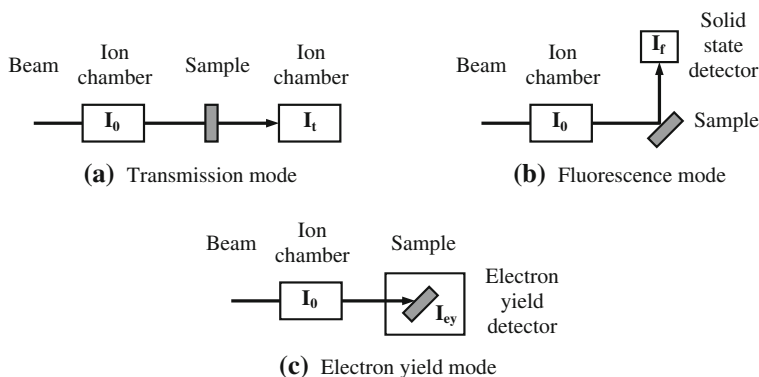 Beam
Ion
chamber
Sample
Ion
chamber
I0
It
(a) Transmission mode
Beam
Ion
chamber
Solid
state
detector
If
I0
Sample
(b) Fluorescence mode
Beam
Ion
chamber
Sample
I0
Iey
Electron
yield
detector
(c) Electron yield mode